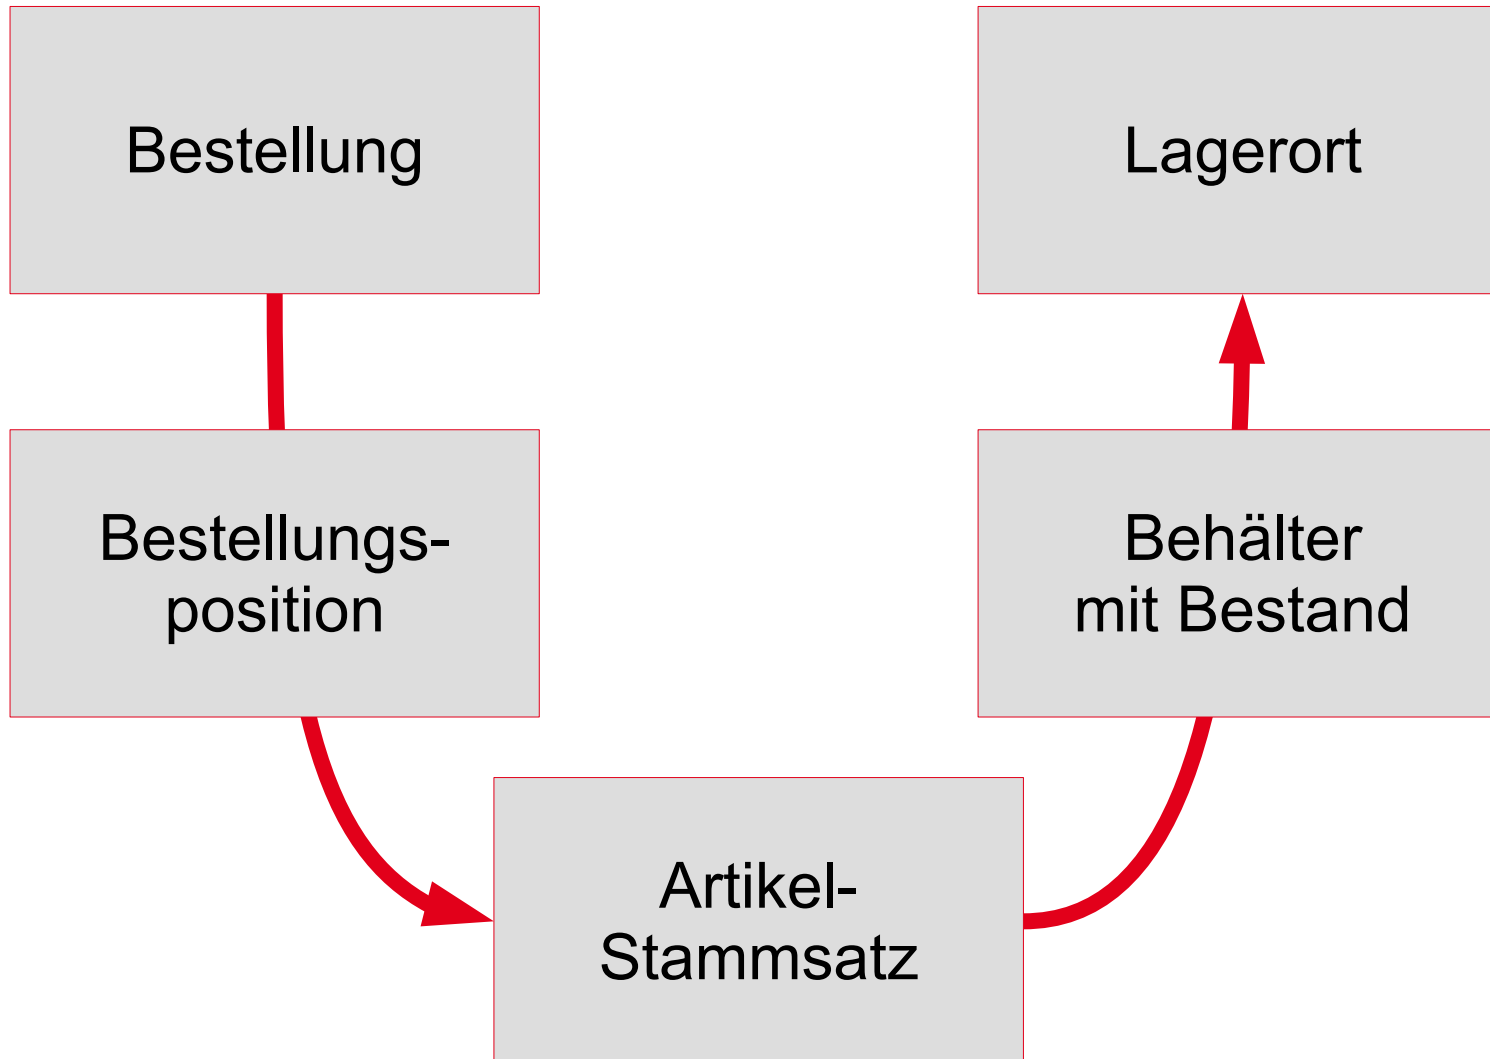 Bestellung
Lagerort
Bestellungs-
position
Behälter
mit Bestand
Artikel-
Stammsatz